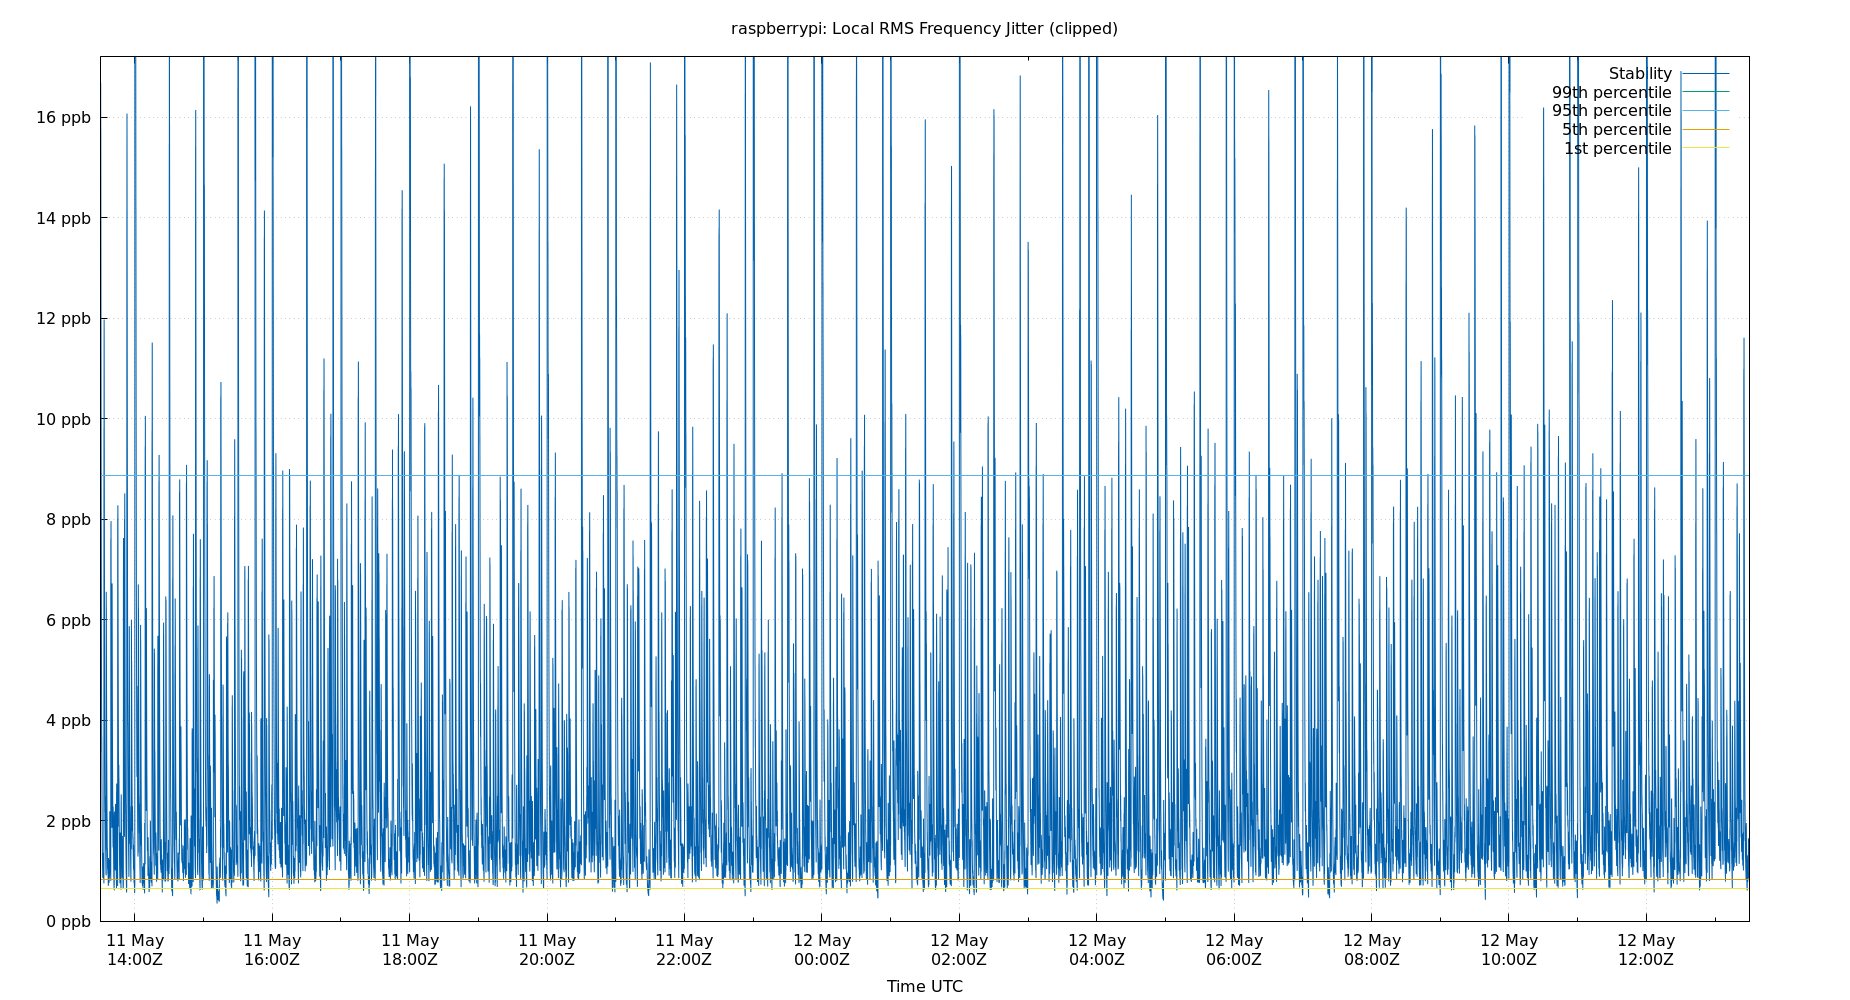 raspberrypi: Local RMS Frequency Jitter (clipped)
Stability
99th percentile
95th percentile
5th percentile
1st percentile
16 ppb
14 ppb
12 ppb
10 ppb
8 ppb
6 ppb
4 ppb
2 ppb
0 ppb
11 May 11 May 11 May 11 May 11 May 12 May 12 May 12 May 12 May 12 May 12 May 12 May
14:00Z 16:00Z 18:00Z 20:00Z 22:00Z 00:00Z 02:00Z 04:00Z 06:00Z 08:00Z 10:00Z 12:00Z
Time UTC